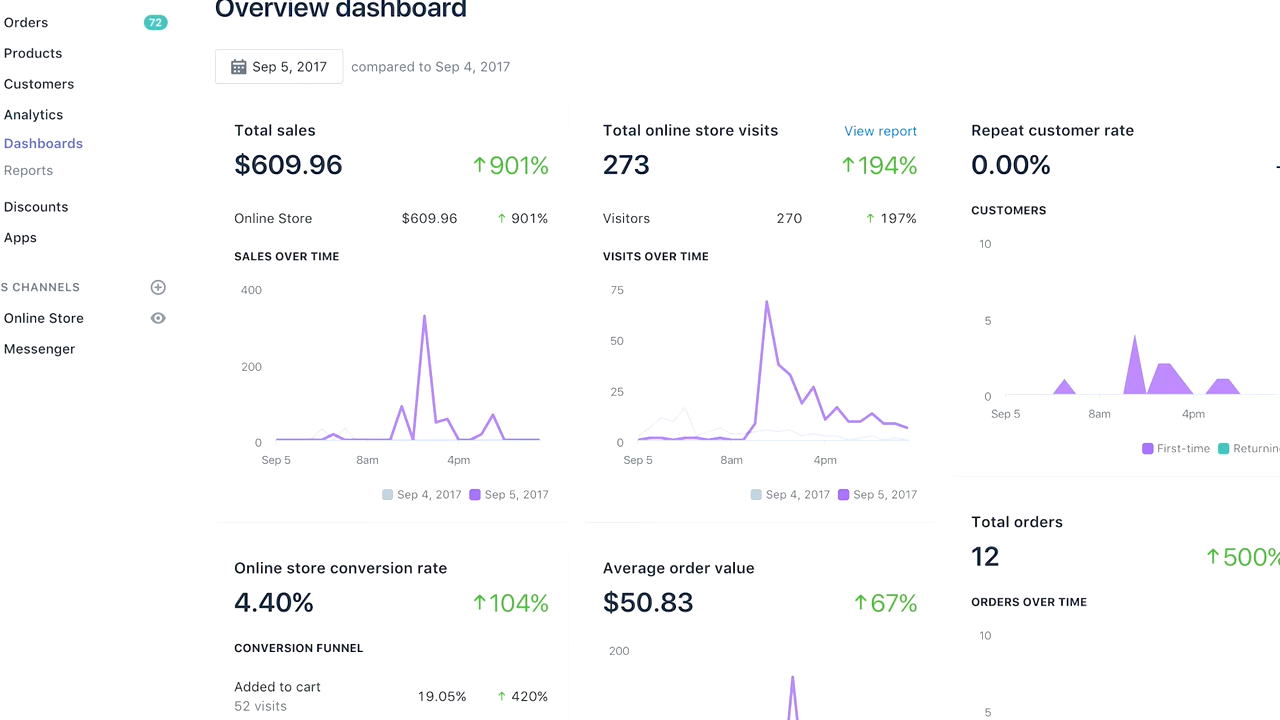 Overview dashboard
Orders 72
Products
Customers
Analytics
Dashboards
Reports
Discounts
Apps
S CHANNELS
Online Store
Messenger
Sep 5, 2017 compared to Sep 4, 2017
Total sales
$609.96 ↑901%
Online Store $609.96 ↑ 901%
SALES OVER TIME
400
200
0
Sep 5 8am 4pm
Sep 4, 2017 Sep 5, 2017
Total online store visits View report
273 ↑194%
Visitors 270 ↑ 197%
VISITS OVER TIME
75
50
25
0
Sep 5 8am 4pm
Sep 4, 2017 Sep 5, 2017
Repeat customer rate
0.00%
CUSTOMERS
10
5
0
Sep 5 8am 4pm
First-time Returnin
Online store conversion rate
4.40% ↑104%
CONVERSION FUNNEL
Added to cart 19.05% ↑ 420%
52 visits
Average order value
$50.83 ↑67%
200
Total orders
12 ↑500%
ORDERS OVER TIME
10
5